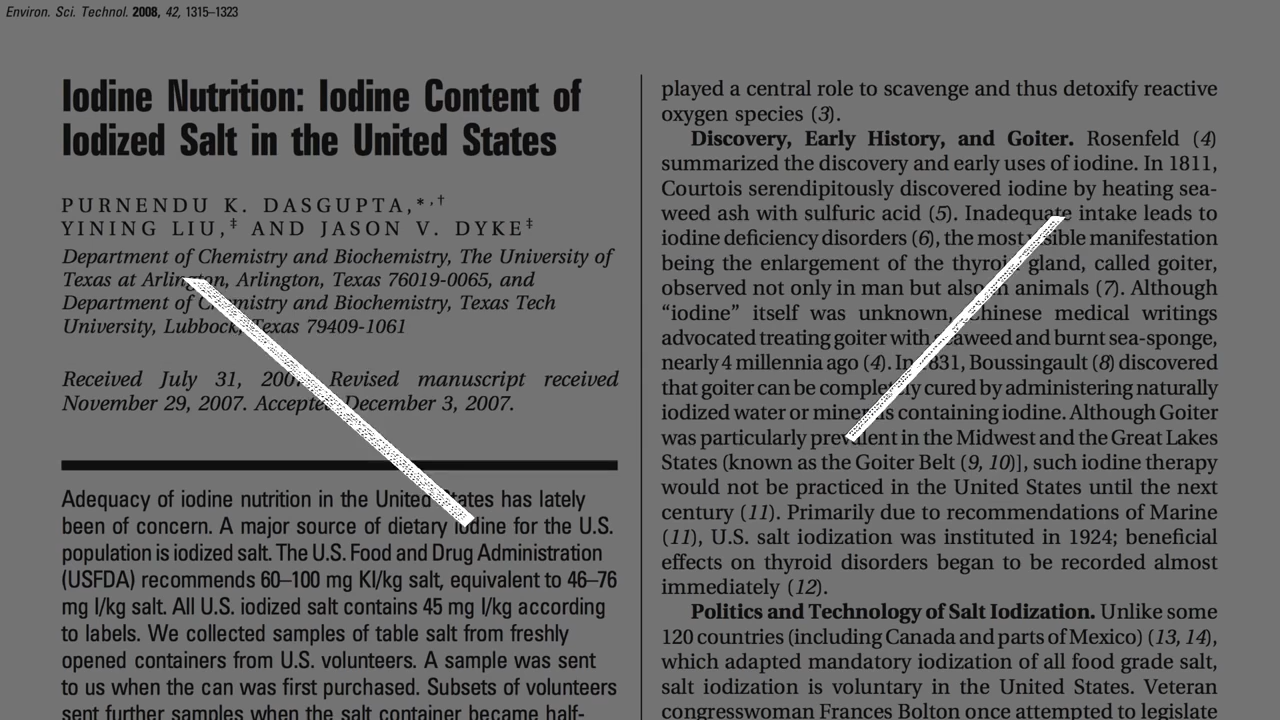 Environ. Sci. Technol. 2008, 42, 1315–1323
Iodine Nutrition: Iodine Content of
Iodized Salt in the United States
PURNENDU K. DASGUPTA,*,†
YINING LIU,‡ AND JASON V. DYKE‡
Department of Chemistry and Biochemistry, The University of
Texas at Arlington, Arlington, Texas 76019-0065, and
Department of Chemistry and Biochemistry, Texas Tech
University, Lubbock, Texas 79409-1061
Received July 31, 2007. Revised manuscript received
November 29, 2007. Accepted December 3, 2007.
Adequacy of iodine nutrition in the United States has lately
been of concern. A major source of dietary iodine for the U.S.
population is iodized salt. The U.S. Food and Drug Administration
(USFDA) recommends 60–100 mg KI/kg salt, equivalent to 46–76
mg I/kg salt. All U.S. iodized salt contains 45 mg I/kg according
to labels. We collected samples of table salt from freshly
opened containers from U.S. volunteers. A sample was sent
to us when the can was first purchased. Subsets of volunteers
sent further samples when the salt container became half-
played a central role to scavenge and thus detoxify reactive
oxygen species (3).
Discovery, Early History, and Goiter. Rosenfeld (4)
summarized the discovery and early uses of iodine. In 1811,
Courtois serendipitously discovered iodine by heating sea-
weed ash with sulfuric acid (5). Inadequate intake leads to
iodine deficiency disorders (6), the most visible manifestation
being the enlargement of the thyroid gland, called goiter,
observed not only in man but also in animals (7). Although
“iodine” itself was unknown, Chinese medical writings
advocated treating goiter with seaweed and burnt sea-sponge,
nearly 4 millennia ago (4). In 1831, Boussingault (8) discovered
that goiter can be completely cured by administering naturally
iodized water or minerals containing iodine. Although Goiter
was particularly prevalent in the Midwest and the Great Lakes
States (known as the Goiter Belt (9, 10)], such iodine therapy
would not be practiced in the United States until the next
century (11). Primarily due to recommendations of Marine
(11), U.S. salt iodization was instituted in 1924; beneficial
effects on thyroid disorders began to be recorded almost
immediately (12).
Politics and Technology of Salt Iodization. Unlike some
120 countries (including Canada and parts of Mexico) (13, 14),
which adapted mandatory iodization of all food grade salt,
salt iodization is voluntary in the United States. Veteran
congresswoman Frances Bolton once attempted to legislate